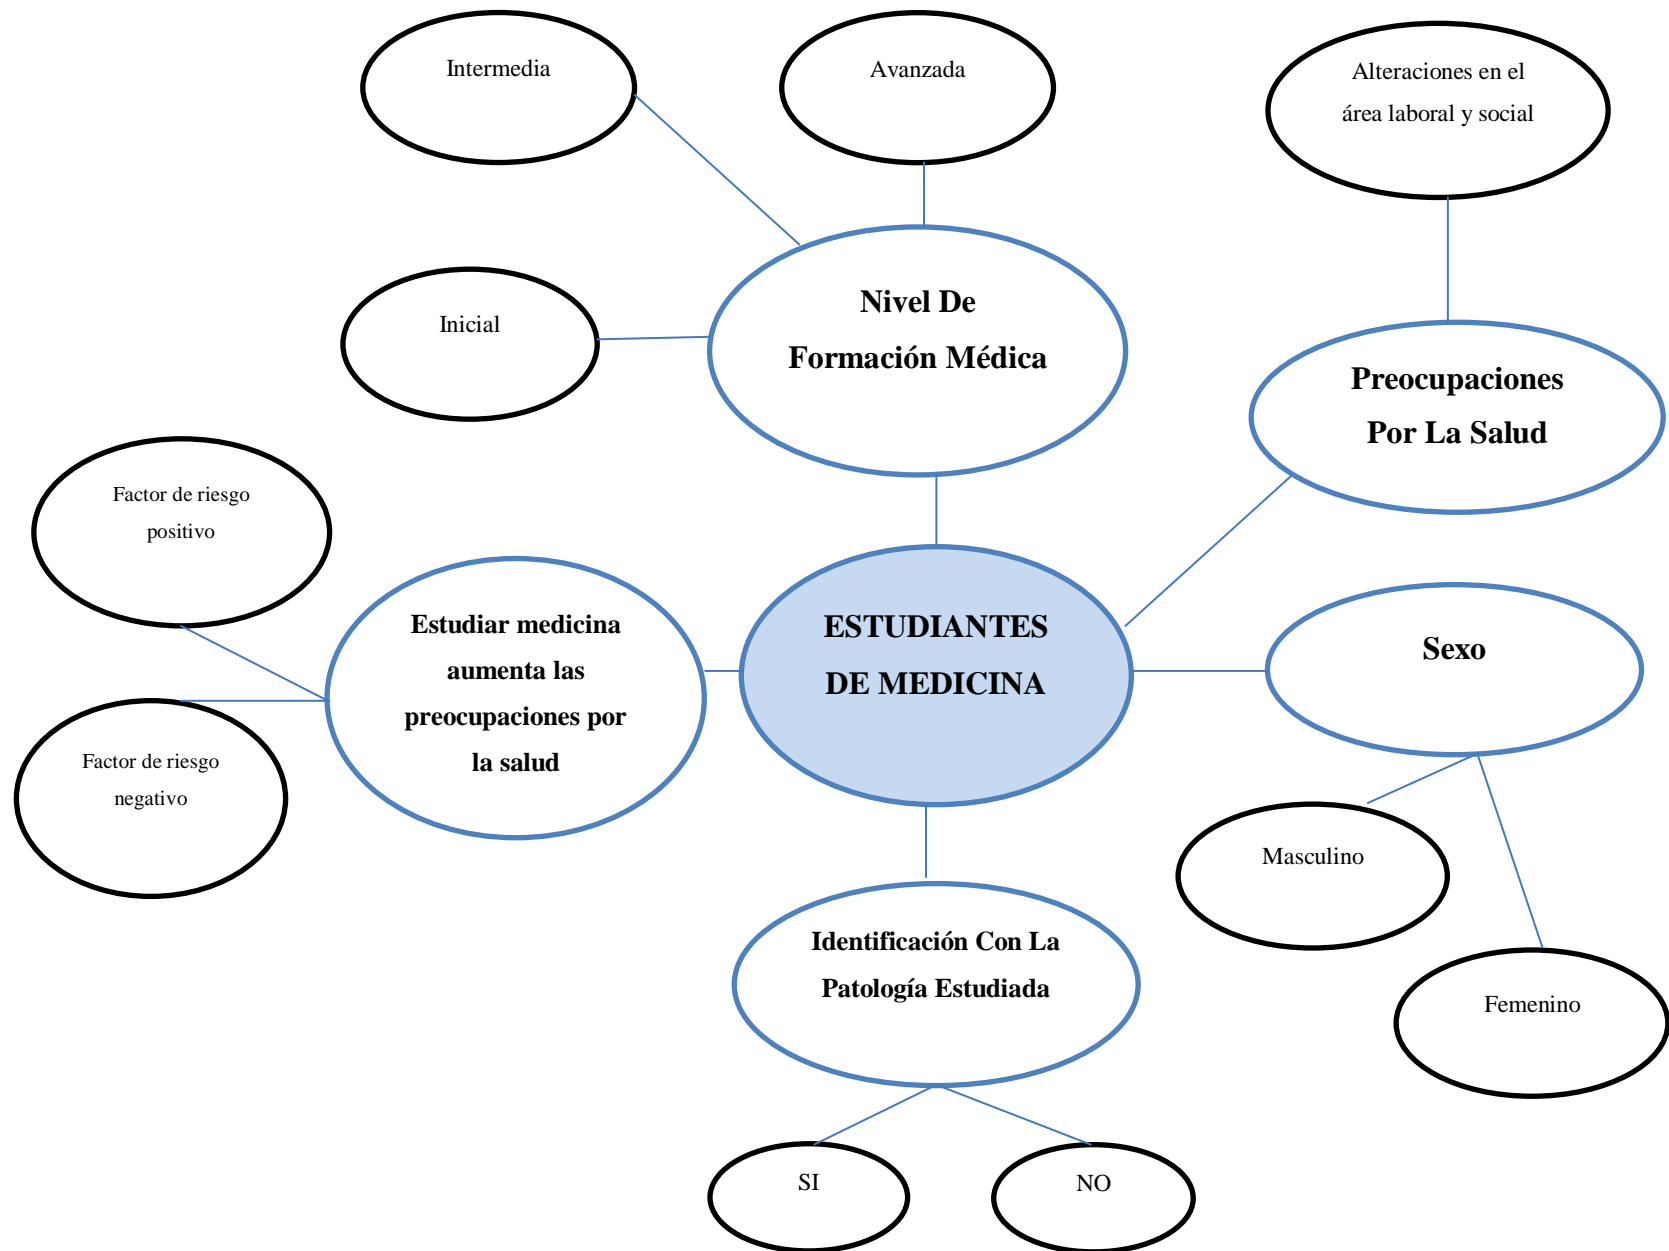 Intermedia
Avanzada
Alteraciones en el
área laboral y social
Inicial
Nivel De
Formación Médica
Preocupaciones
Por La Salud
Factor de riesgo
positivo
Factor de riesgo
negativo
Estudiar medicina
aumenta las
preocupaciones por
la salud
ESTUDIANTES
DE MEDICINA
Sexo
Masculino
Femenino
Identificación Con La
Patología Estudiada
SI
NO